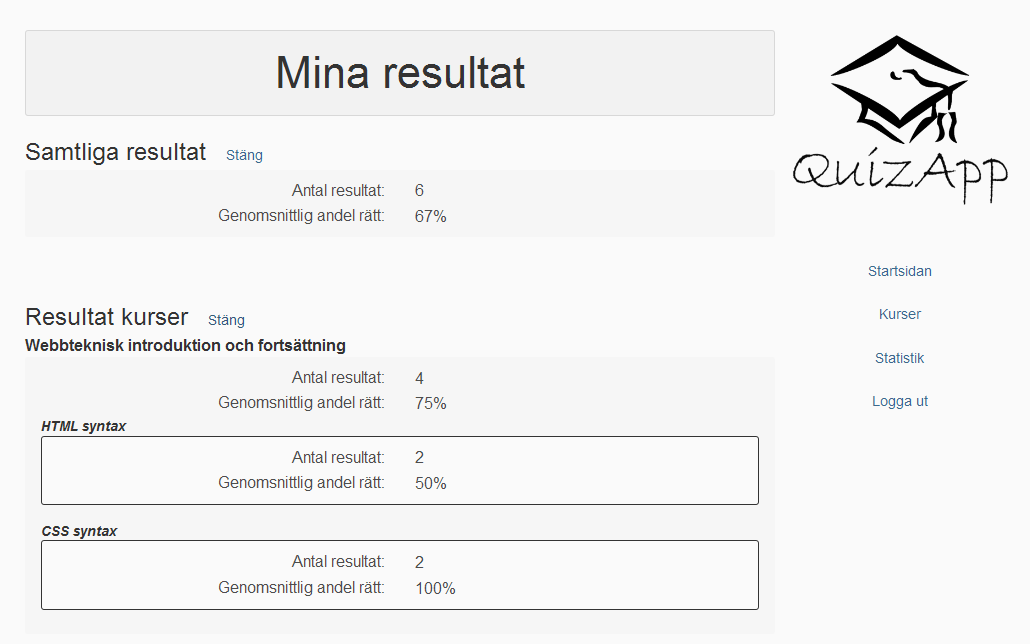 Mina resultat
QuizApp
Samtliga resultat Stäng
Antal resultat: 6
Genomsnittlig andel rätt: 67%
Startsidan
Kurser
Statistik
Logga ut
Resultat kurser Stäng
Webbteknisk introduktion och fortsättning
Antal resultat: 4
Genomsnittlig andel rätt: 75%
HTML syntax
Antal resultat: 2
Genomsnittlig andel rätt: 50%
CSS syntax
Antal resultat: 2
Genomsnittlig andel rätt: 100%